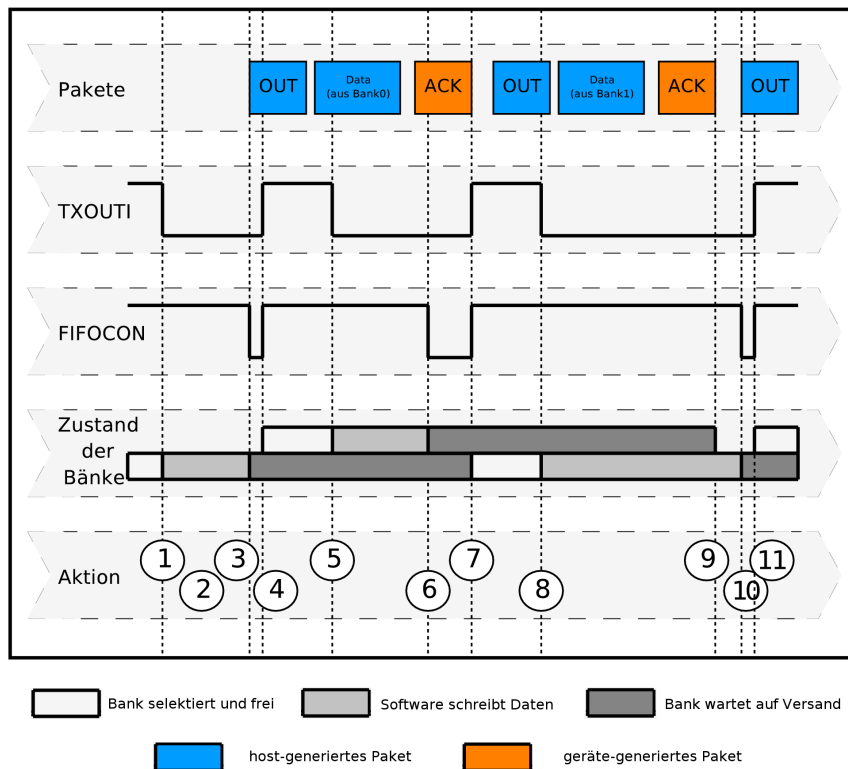 Pakete
OUT
Data
(aus Bank0)
ACK
OUT
Data
(aus Bank1)
ACK
OUT
TXOUTI
FIFOCON
Zustand
der
Bänke
Aktion
1
2
3
4
5
6
7
8
9
10
11
Bank selektiert und frei
Software schreibt Daten
Bank wartet auf Versand
host-generiertes Paket
geräte-generiertes Paket